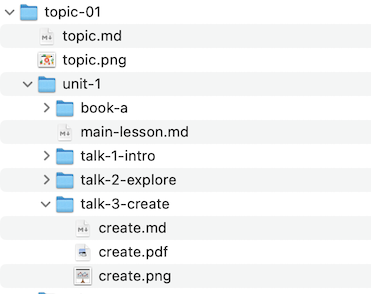 topic-01
topic.md
topic.png
unit-1
book-a
main-lesson.md
talk-1-intro
talk-2-explore
talk-3-create
create.md
create.pdf
create.png